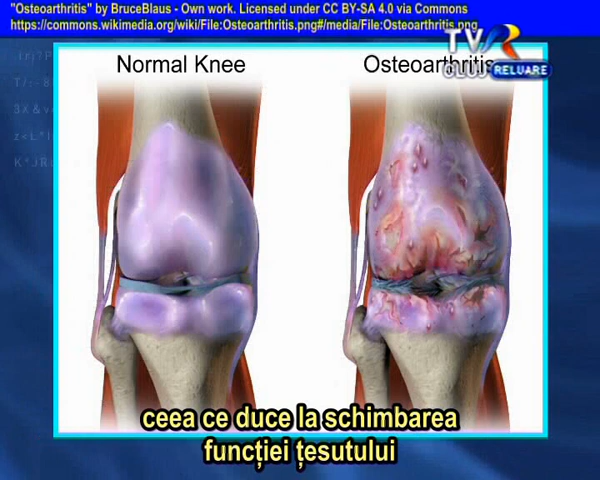 "Osteoarthritis" by BruceBlaus - Own work. Licensed under CC BY-SA 4.0 via Commons
https://commons.wikimedia.org/wiki/File:Osteoarthritis.png#/media/File:Osteoarthritis.png
TVR
CLUJ RELUARE
Normal Knee
Osteoarthritis
ceea ce duce la schimbarea
funcției țesutului